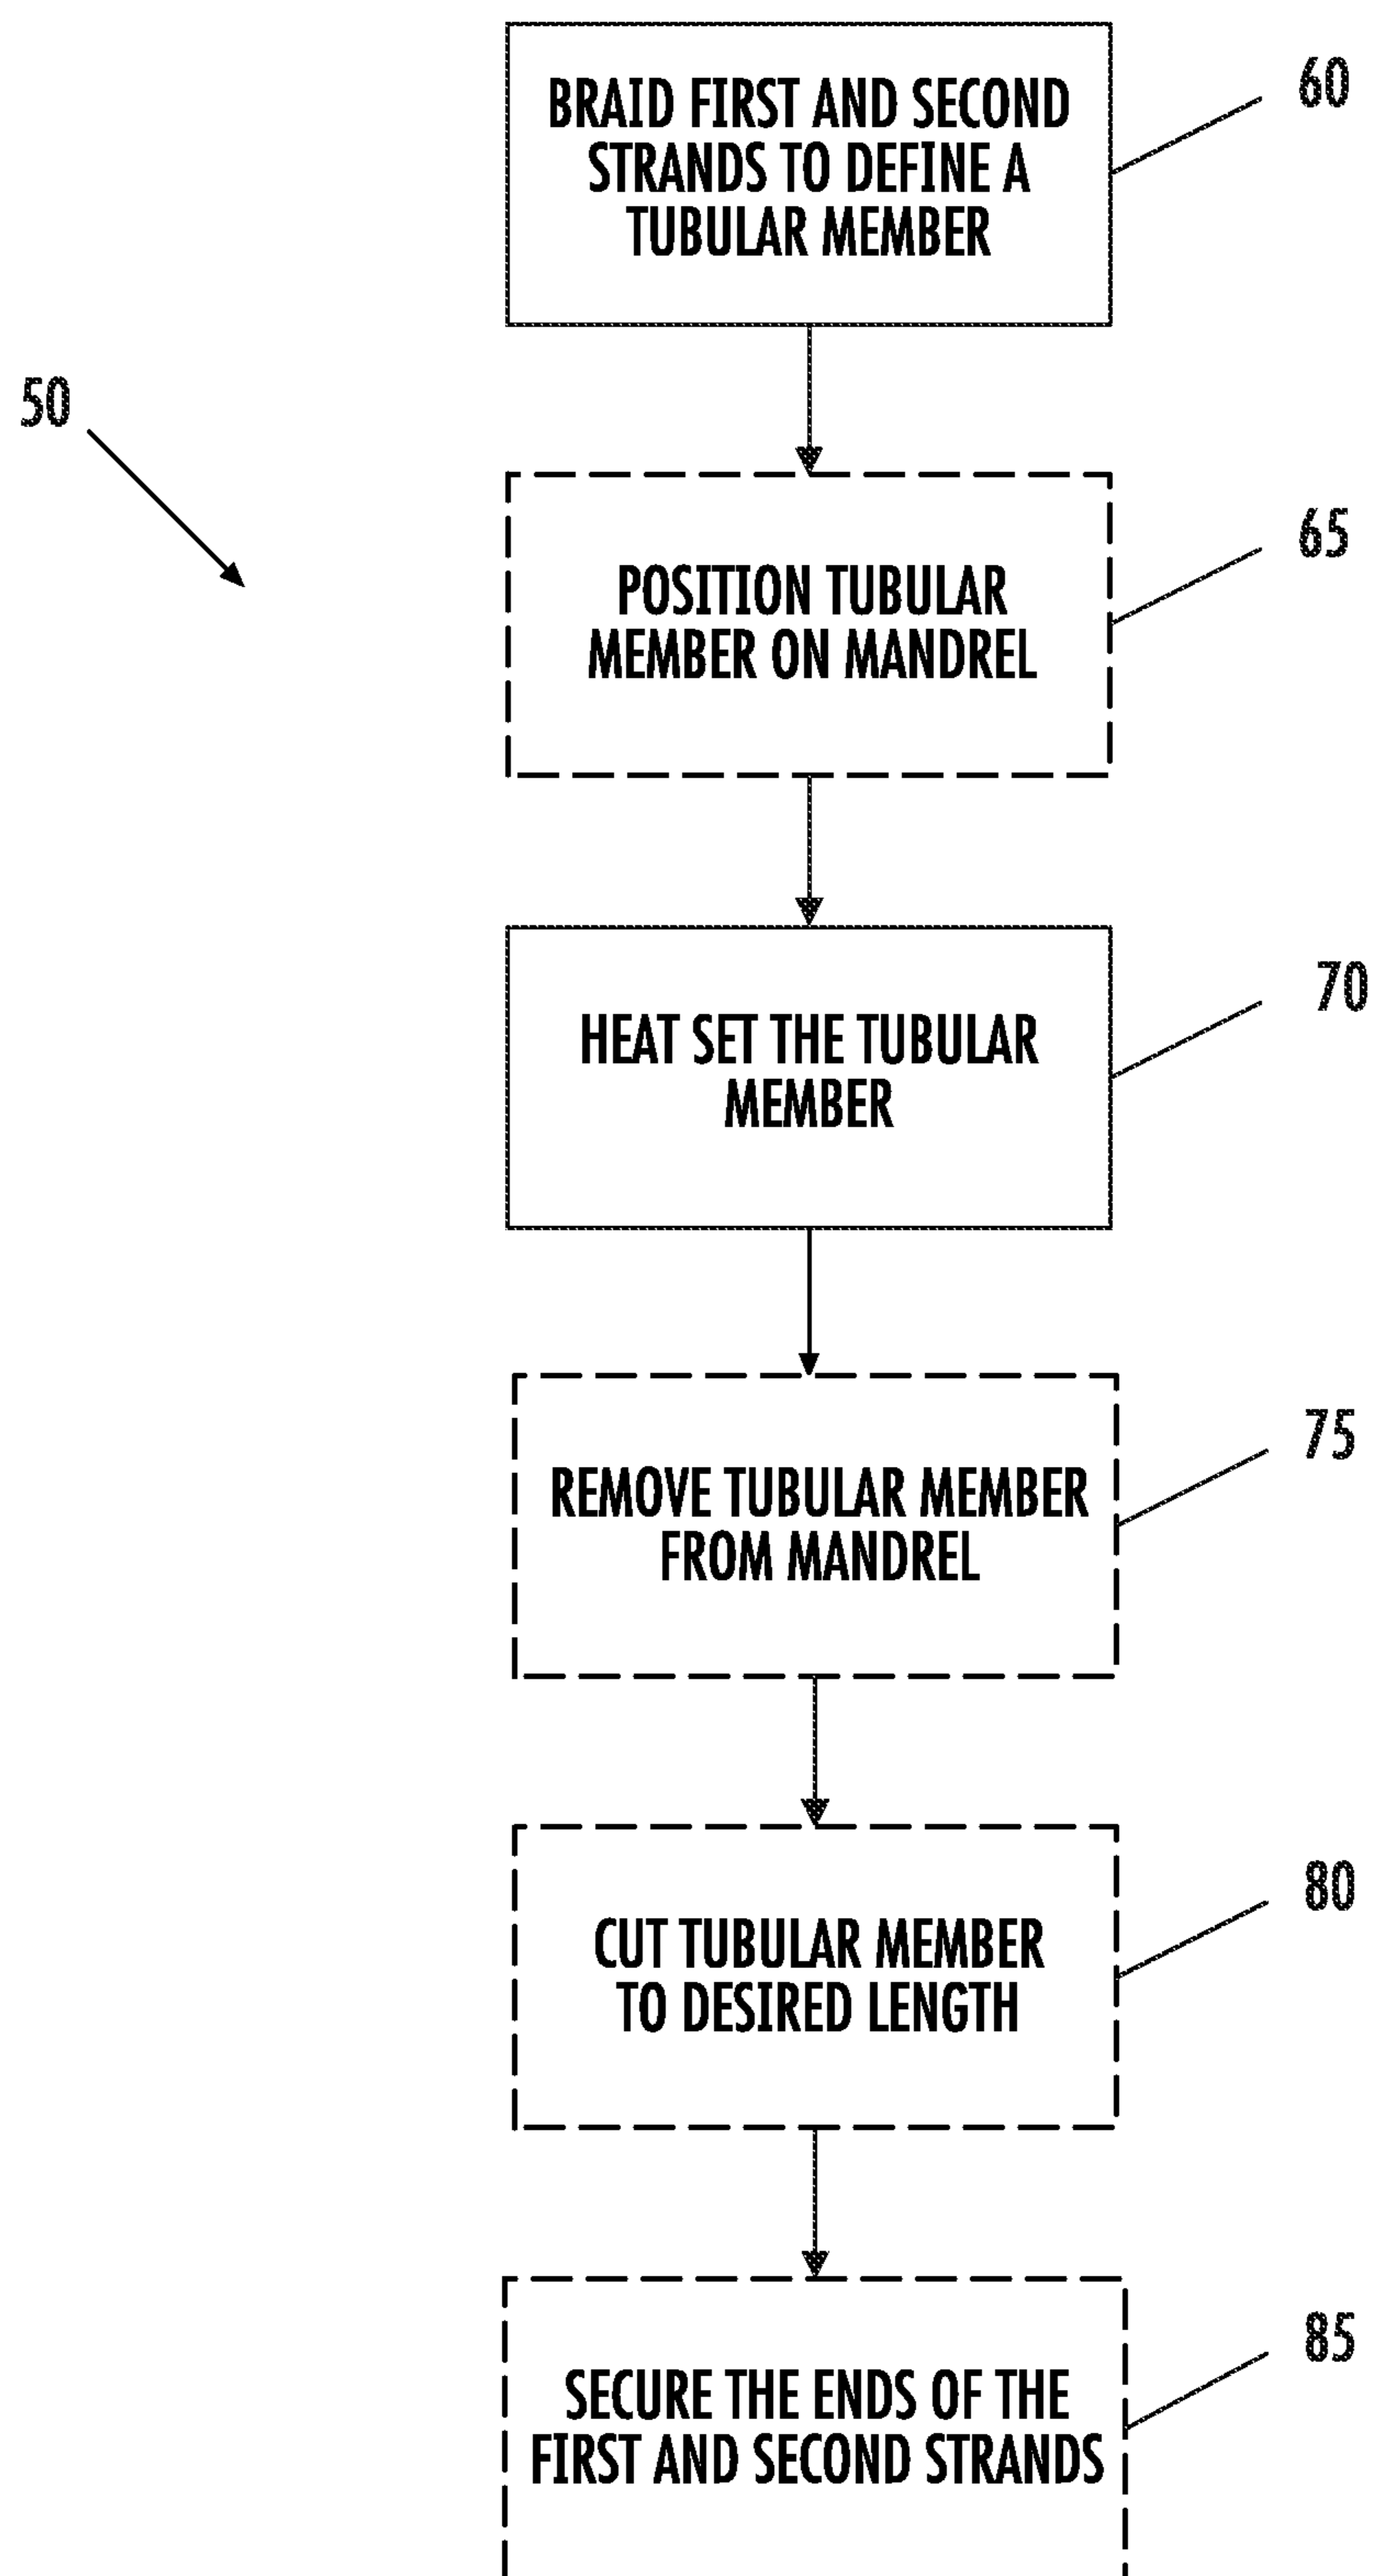 BRAID FIRST AND SECOND
STRANDS TO DEFINE A
TUBULAR MEMBER
60
50
POSITION TUBULAR
MEMBER ON MANDREL
65
HEAT SET THE TUBULAR
MEMBER
70
REMOVE TUBULAR MEMBER
FROM MANDREL
75
CUT TUBULAR MEMBER
TO DESIRED LENGTH
80
SECURE THE ENDS OF THE
FIRST AND SECOND STRANDS
85